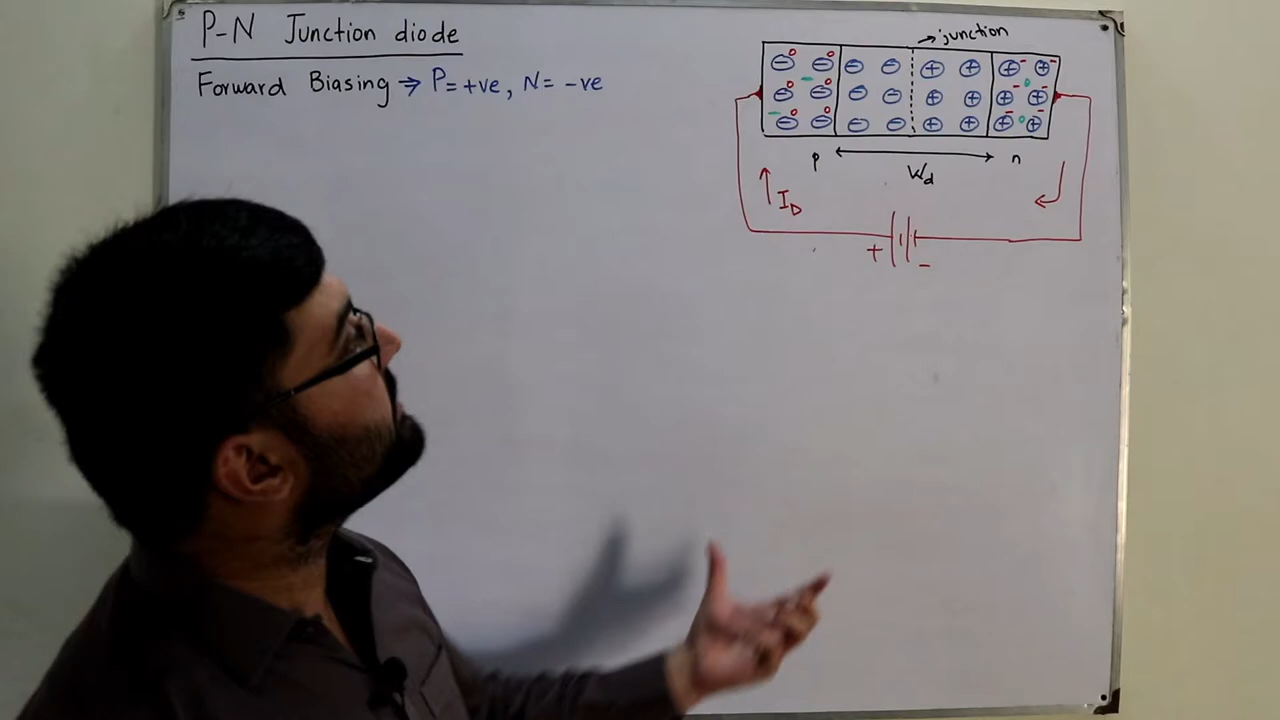 P-N Junction diode
Forward Biasing → P= +ve, N= -ve
→ junction
p
W_d
n
I_D
+
-